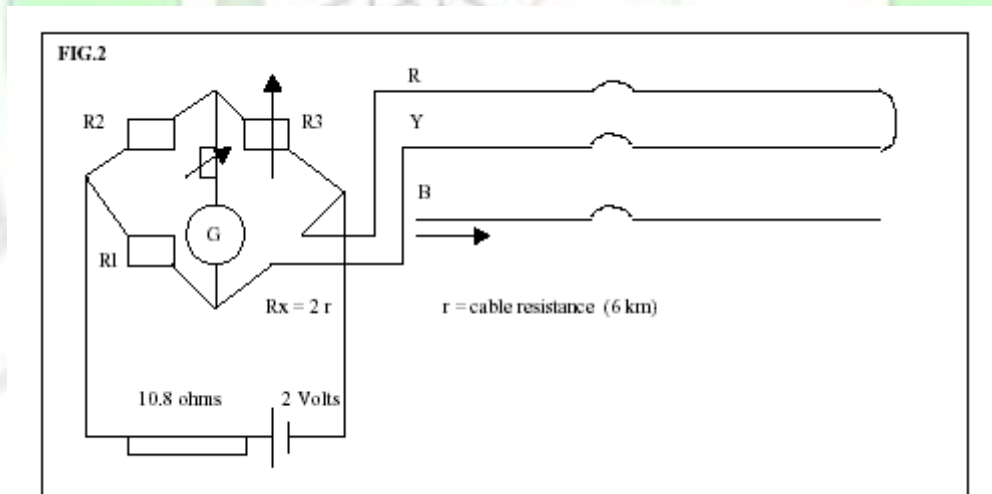 FIG.2
R
R2
R3
Y
B
G
R1
Rx = 2 r
r = cable resistance (6 km)
10.8 ohms
2 Volts